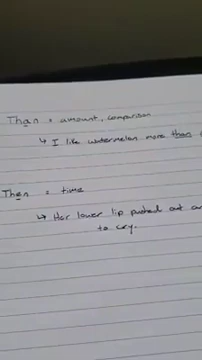 Than = amount, comparison
↳ I like watermelon more than
Then = time
↳ Her lower lip pushed out
to cry.